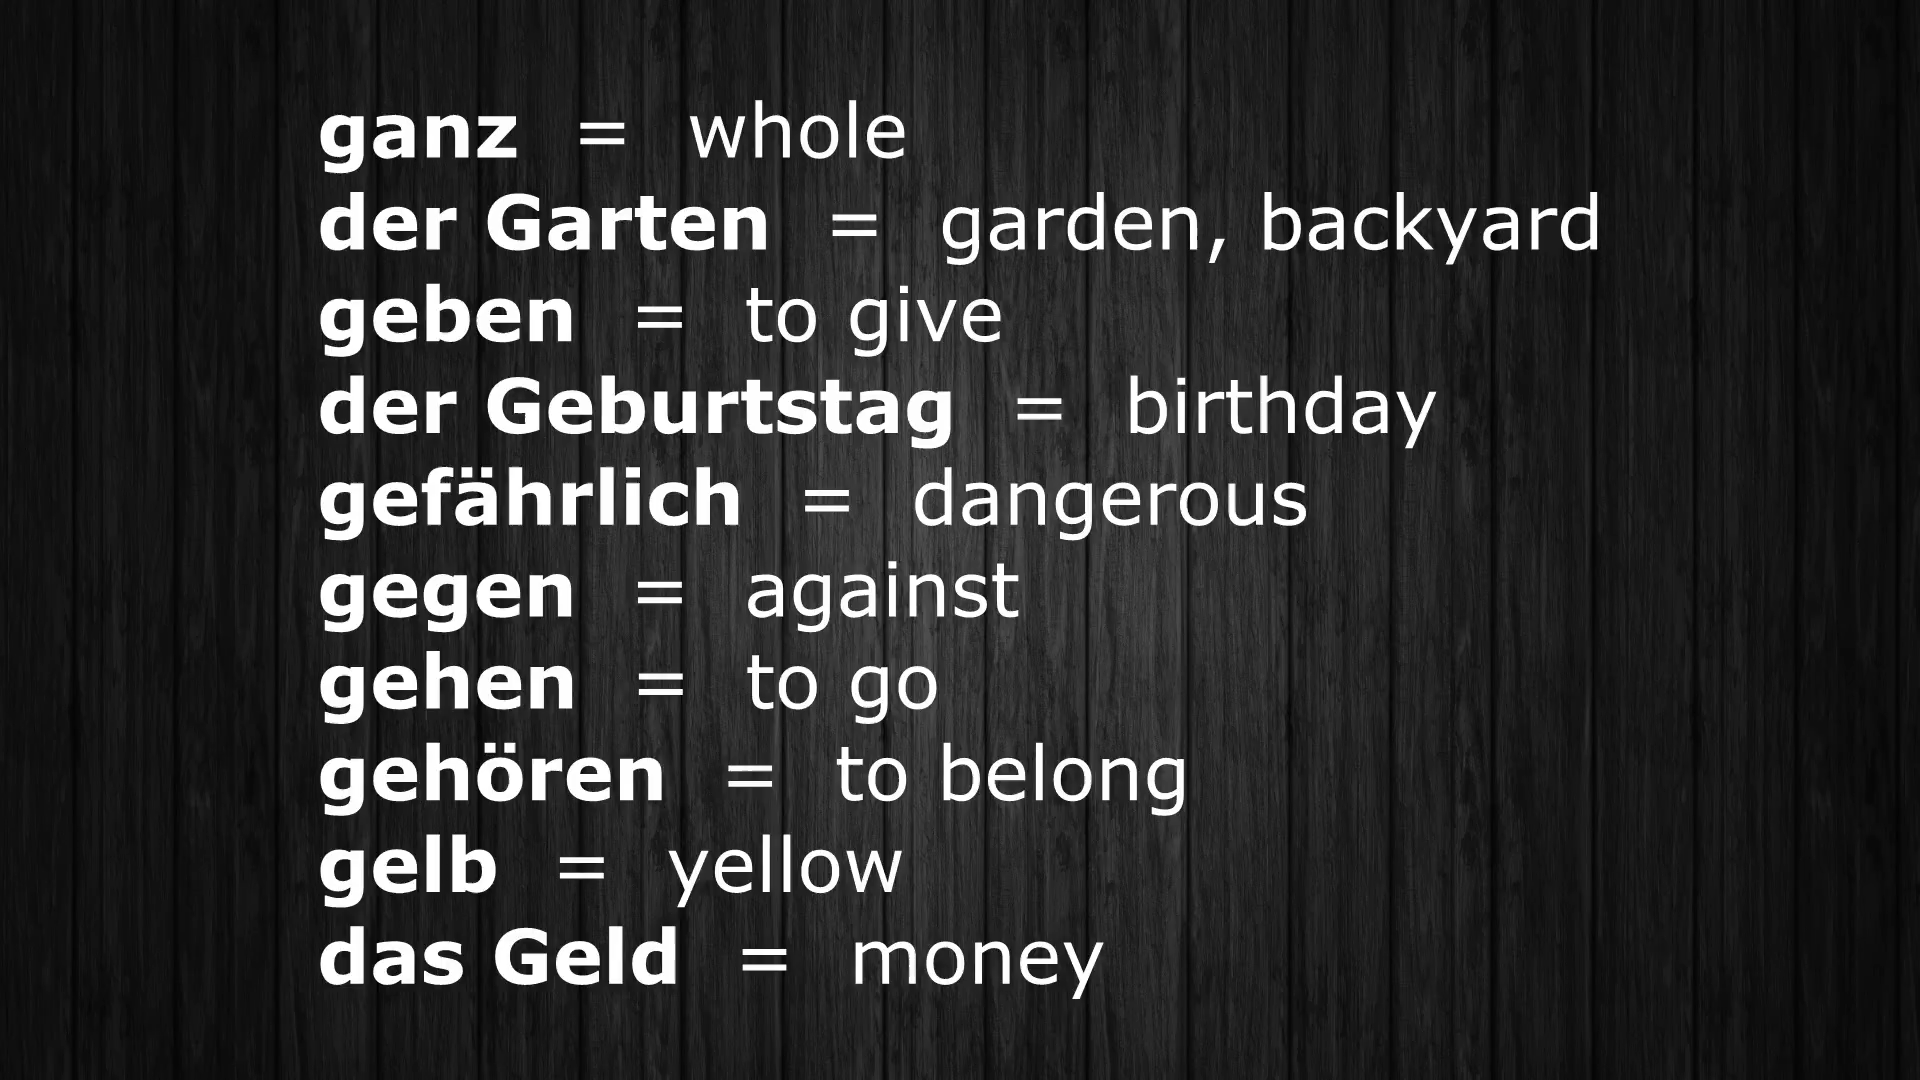 ganz = whole
der Garten = garden, backyard
geben = to give
der Geburtstag = birthday
gefährlich = dangerous
gegen = against
gehen = to go
gehören = to belong
gelb = yellow
das Geld = money